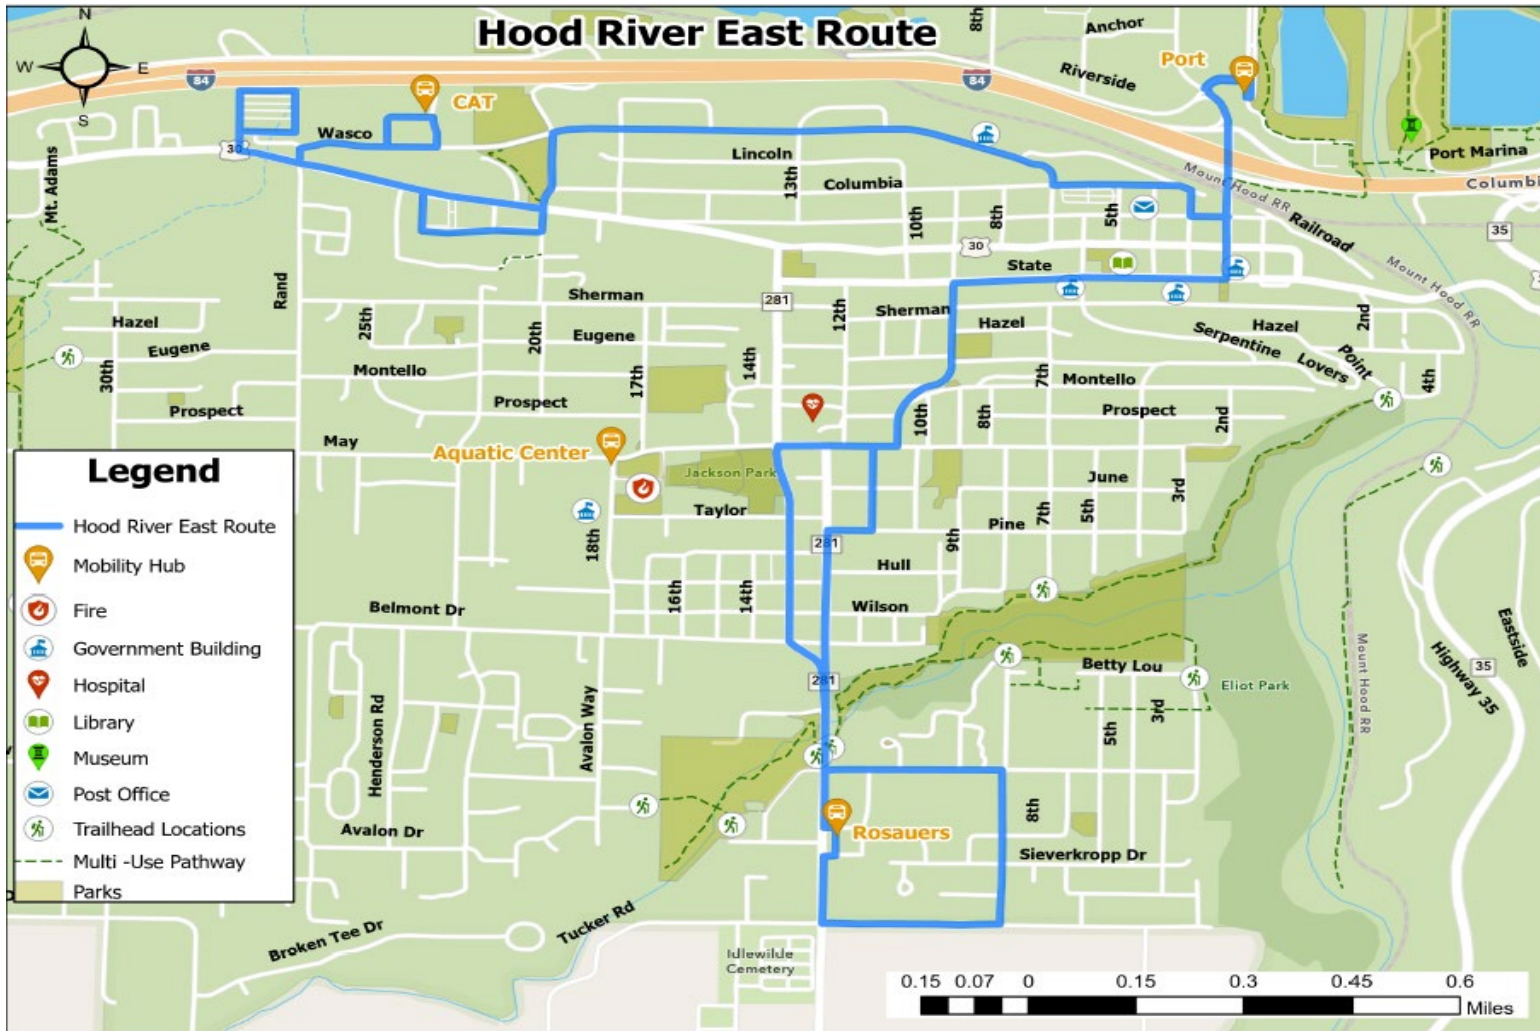 Hood River East Route
N
W
E
S
84
84
8th
Anchor
Riverside
Port
CAT
Wasco
30
Mt. Adams
Lincoln
13th
Columbia
10th
8th
5th
Mount Hood RR
Railroad
Port Marina
35
Mount Hood RR
30
State
281
Rand
Sherman
12th
Sherman
Hazel
Hazel
2nd
Hazel
Eugene
25th
20th
Eugene
Serpentine
Lovers
Point
30th
Montello
17th
14th
7th
Montello
4th
Prospect
Prospect
10th
8th
Prospect
2nd
May
Aquatic Center
Jackson Park
June
3rd
Taylor
Pine
7th
5th
18th
281
9th
Hull
16th
14th
Wilson
Belmont Dr
Betty Lou
Eliot Park
281
Mount Hood RR
Highway 35
35
Eastside
Henderson Rd
Avalon Way
5th
3rd
Avalon Dr
Rosauers
8th
Sieverkropp Dr
Tucker Rd
Broken Tee Dr
Idlewilde
Cemetery
Legend
Hood River East Route
Mobility Hub
Fire
Government Building
Hospital
Library
Museum
Post Office
Trailhead Locations
Multi -Use Pathway
Parks
0.15 0.07 0 0.15 0.3 0.45 0.6
Miles